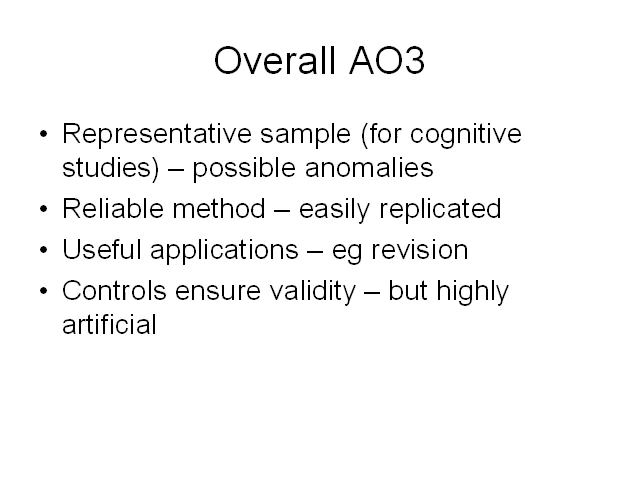 Overall AO3
• Representative sample (for cognitive
studies) – possible anomalies
• Reliable method – easily replicated
• Useful applications – eg revision
• Controls ensure validity – but highly
artificial